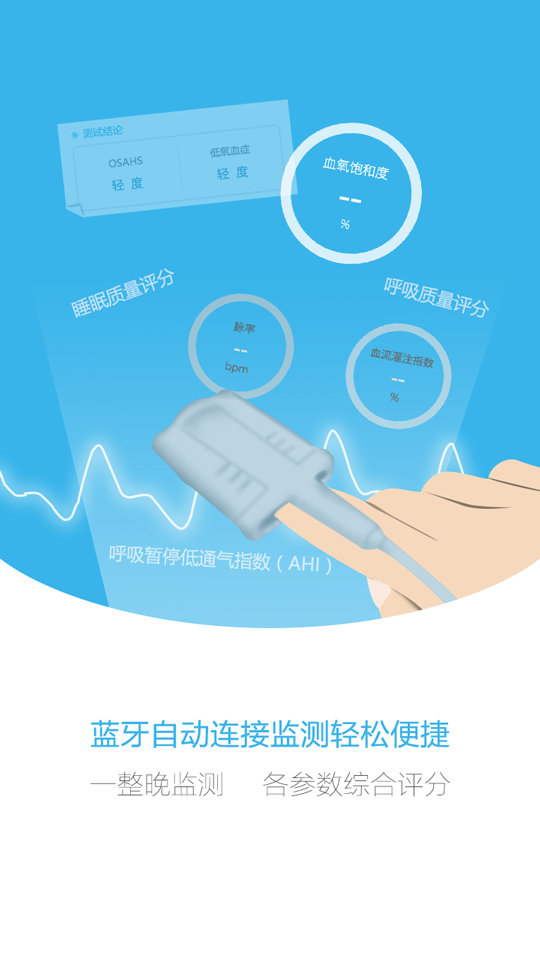 测试结论
OSAHS
轻 度
低氧血症
轻 度
血氧饱和度
--
%
睡眠质量评分
呼吸质量评分
脉率
--
bpm
血流灌注指数
--
%
呼吸暂停低通气指数（AHI）
蓝牙自动连接监测轻松便捷
一整晚监测 各参数综合评分